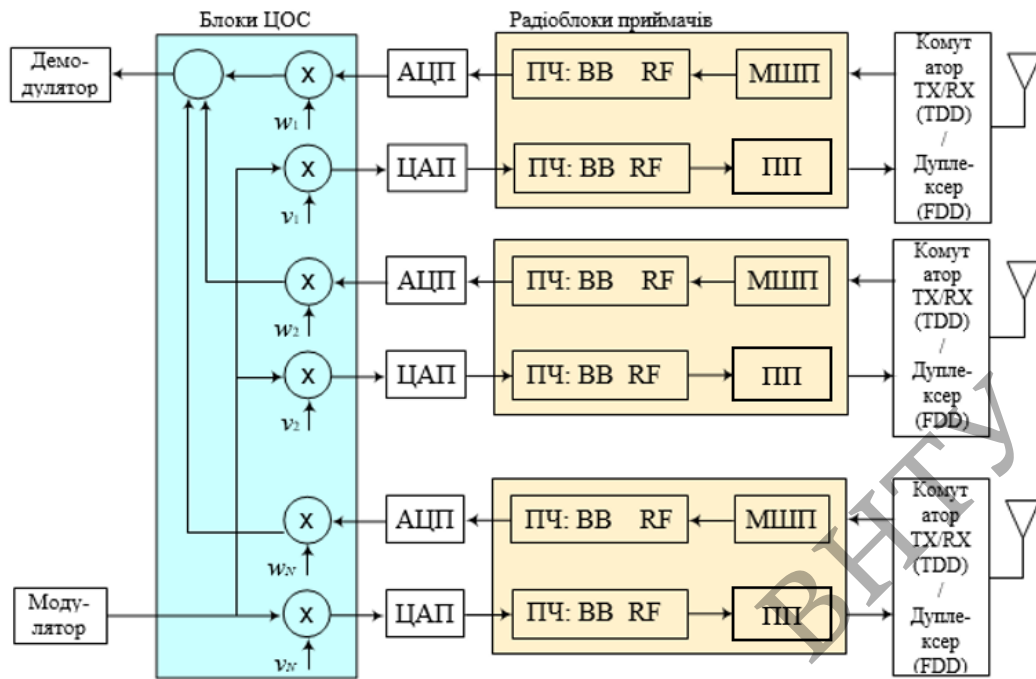 Блоки ЦОС
Радіоблоки приймачів
Демо-
дулятор
X
w1
АЦП
ПЧ: ВВ RF
МШП
Комут
атор
TX/RX
(TDD)
/
Дупле-
ксер
(FDD)
X
v1
ЦАП
ПЧ: ВВ RF
ПП
X
w2
АЦП
ПЧ: ВВ RF
МШП
Комут
атор
TX/RX
(TDD)
/
Дупле-
ксер
(FDD)
X
v2
ЦАП
ПЧ: ВВ RF
ПП
X
wN
АЦП
ПЧ: ВВ RF
МШП
Комут
атор
TX/RX
(TDD)
/
Дупле-
ксер
(FDD)
Моду-
лятор
X
vN
ЦАП
ПЧ: ВВ RF
ПП
ВНТУ